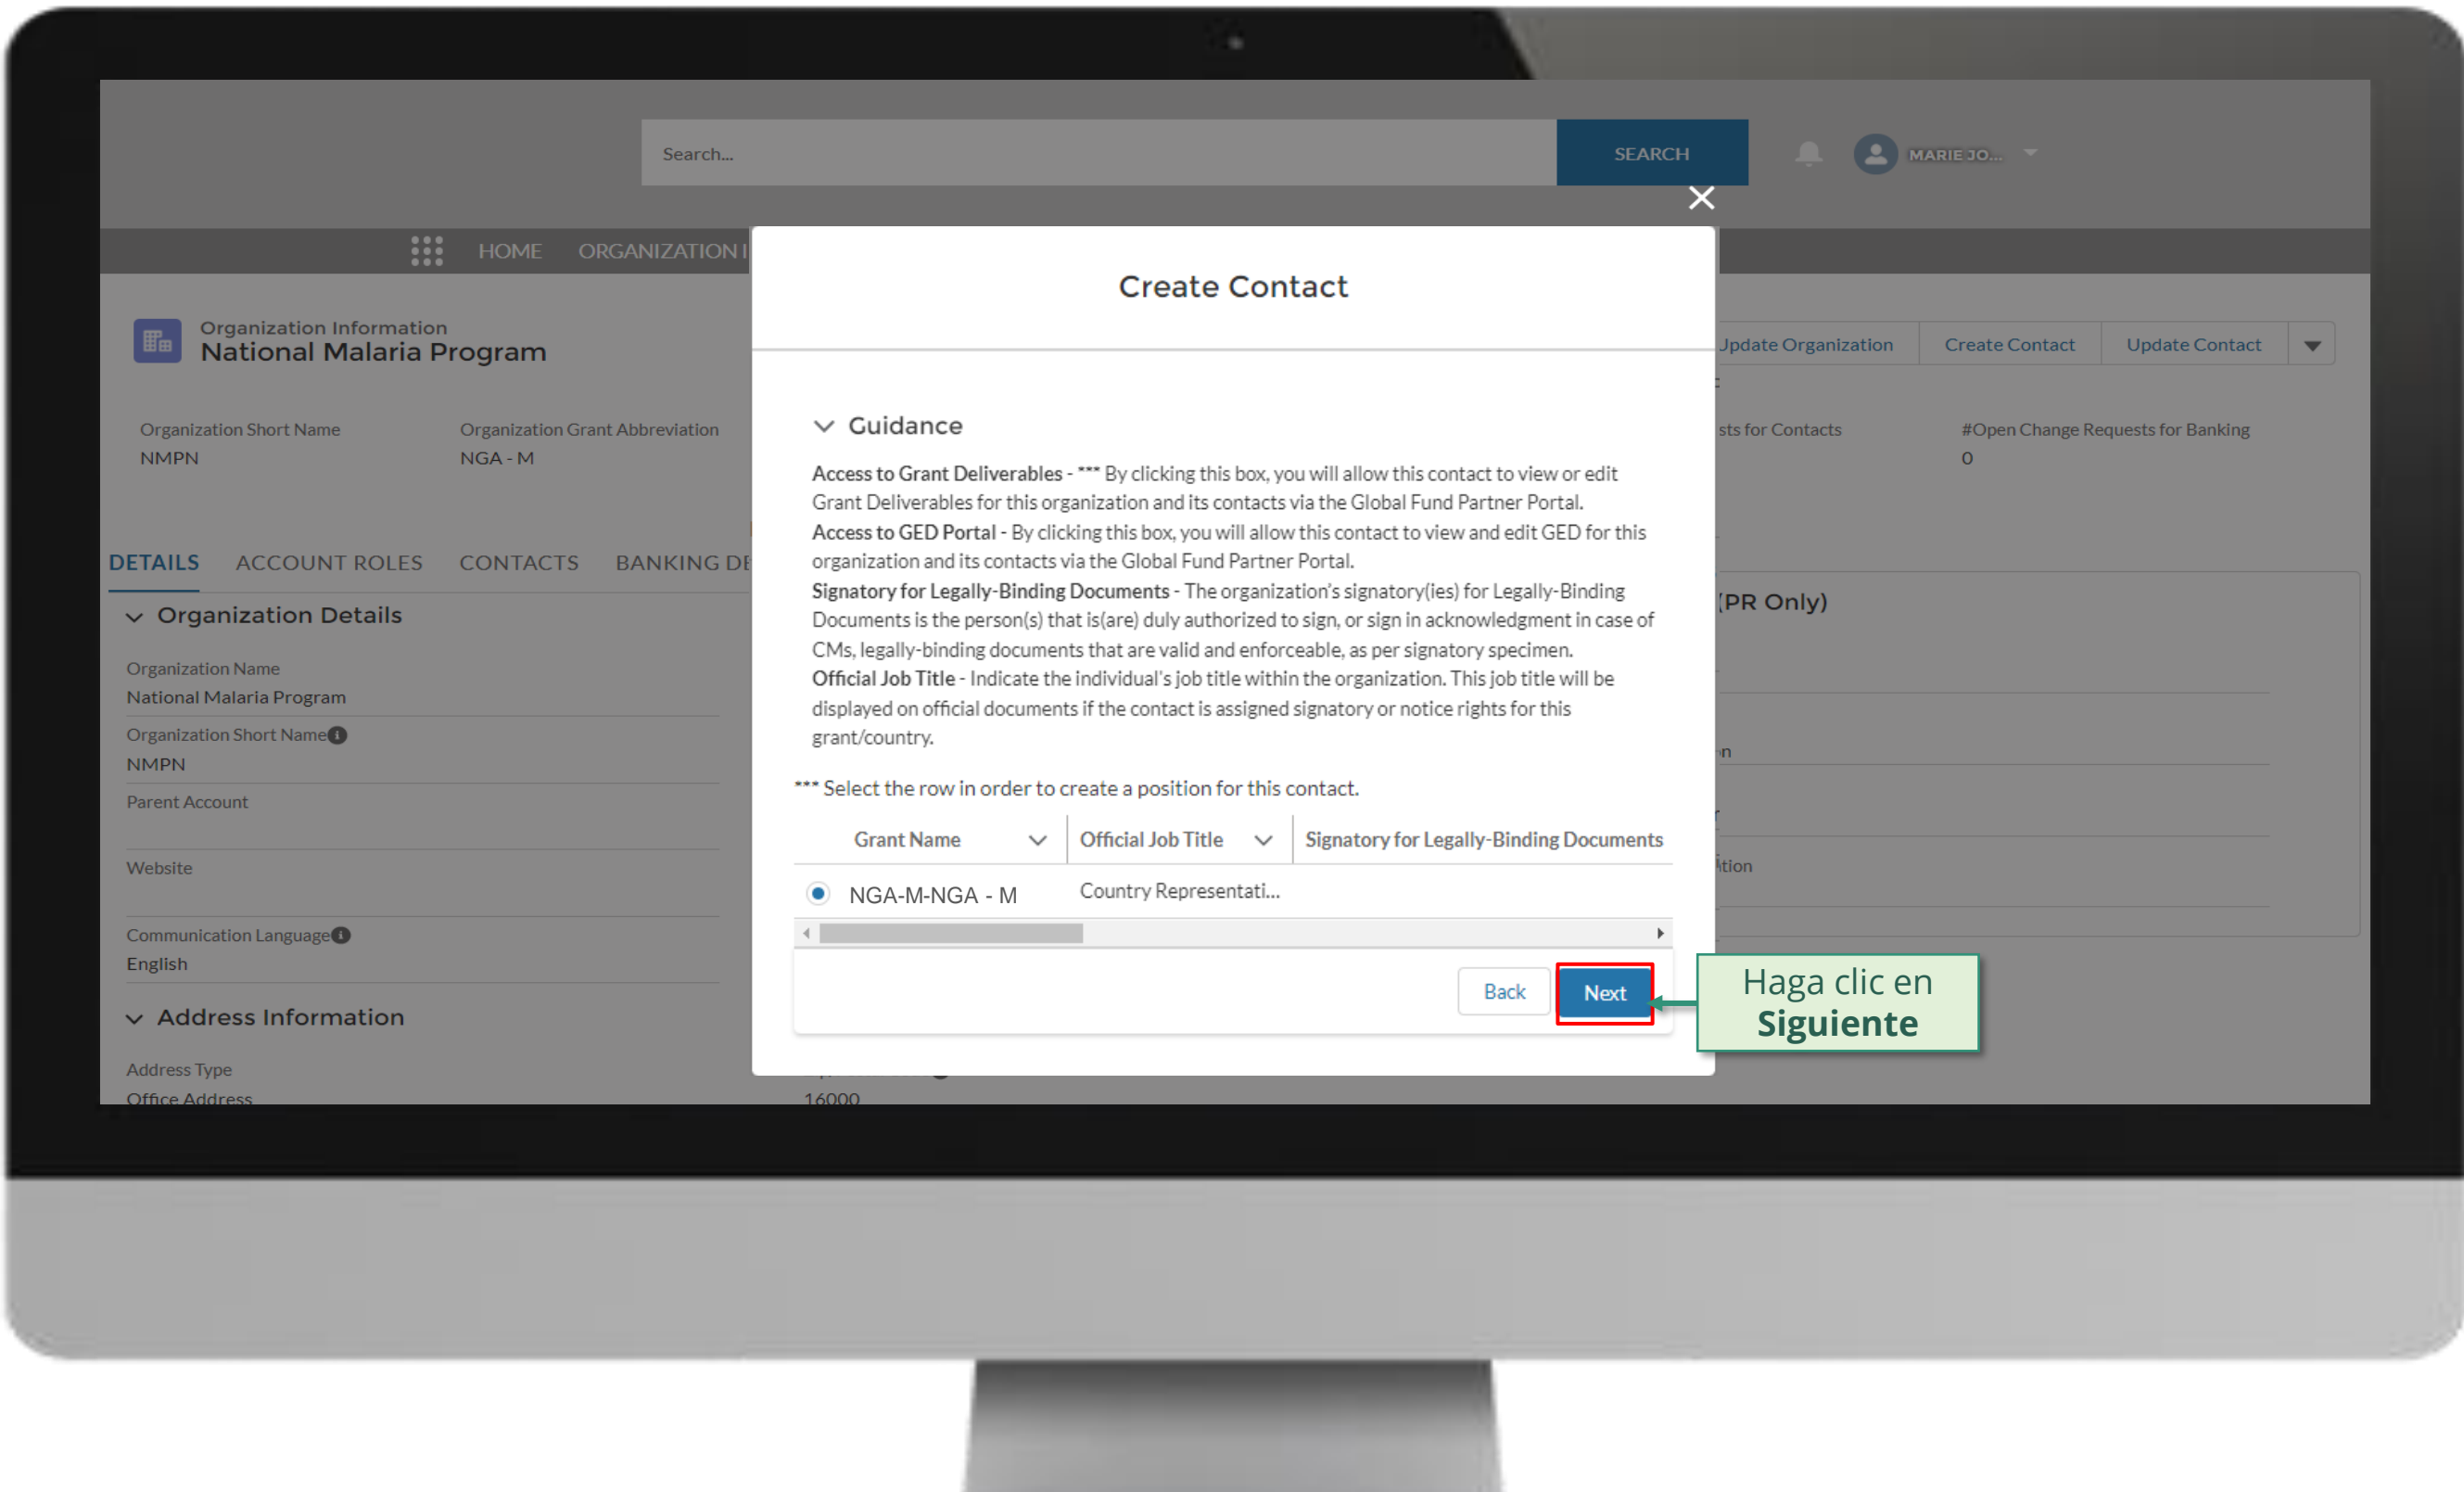 Search...
SEARCH
MARIE JO...
HOME
ORGANIZATION I
Organization Information
National Malaria Program
Update Organization
Create Contact
Update Contact
Organization Short Name
NMPN
Organization Grant Abbreviation
NGA - M
sts for Contacts
#Open Change Requests for Banking
0
DETAILS
ACCOUNT ROLES
CONTACTS
BANKING DE
Organization Details
Organization Name
National Malaria Program
Organization Short Name
NMPN
Parent Account
Website
Communication Language
English
Address Information
Address Type
Office Address
16000
(PR Only)
Create Contact
Guidance
Access to Grant Deliverables - *** By clicking this box, you will allow this contact to view or edit
Grant Deliverables for this organization and its contacts via the Global Fund Partner Portal.
Access to GED Portal - By clicking this box, you will allow this contact to view and edit GED for this
organization and its contacts via the Global Fund Partner Portal.
Signatory for Legally-Binding Documents - The organization's signatory(ies) for Legally-Binding
Documents is the person(s) that is(are) duly authorized to sign, or sign in acknowledgment in case of
CMs, legally-binding documents that are valid and enforceable, as per signatory specimen.
Official Job Title - Indicate the individual's job title within the organization. This job title will be
displayed on official documents if the contact is assigned signatory or notice rights for this
grant/country.
*** Select the row in order to create a position for this contact.
Grant Name
Official Job Title
Signatory for Legally-Binding Documents
NGA-M-NGA - M
Country Representati...
Back
Next
Haga clic en
Siguiente